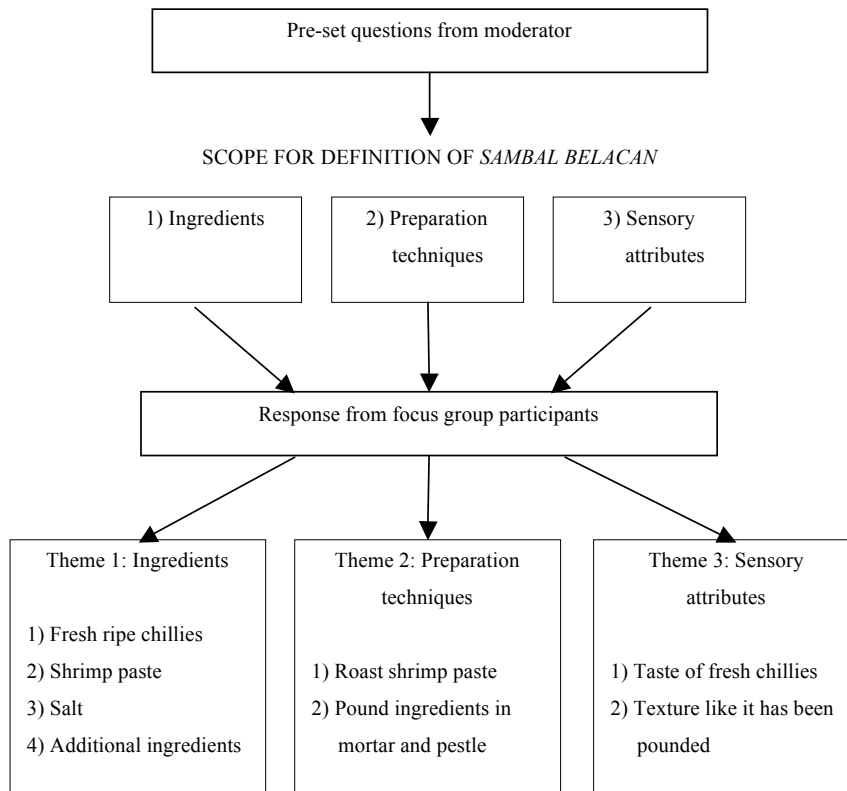 Pre-set questions from moderator
SCOPE FOR DEFINITION OF SAMBAL BELACAN
1) Ingredients
2) Preparation
techniques
3) Sensory
attributes
Response from focus group participants
Theme 1: Ingredients
1) Fresh ripe chillies
2) Shrimp paste
3) Salt
4) Additional ingredients
Theme 2: Preparation
techniques
1) Roast shrimp paste
2) Pound ingredients in
mortar and pestle
Theme 3: Sensory
attributes
1) Taste of fresh chillies
2) Texture like it has been
pounded